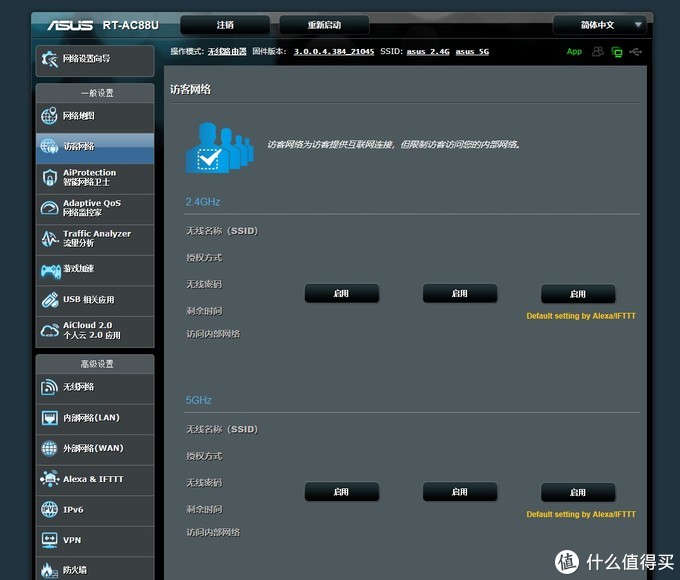 ASUS RT-AC88U 注销 重新启动 简体中文
操作模式: 无线路由器 固件版本: 3.0.0.4.384_21045 SSID: asus 2.4G asus 5G App
网络设置向导
一般设置
网络地图
访客网络
AiProtection
智能网络卫士
Adaptive QoS
网络监控家
Traffic Analyzer
流量分析
游戏加速
USB 相关应用
AiCloud 2.0
个人云 2.0 应用
高级设置
无线网络
内部网络(LAN)
外部网络(WAN)
Alexa & IFTTT
IPv6
VPN
防火墙
访客网络
访客网络为访客提供互联网连接，但限制访客访问您的内部网络。
2.4GHz
无线名称（SSID）
授权方式
无线密码
启用 启用 启用
剩余时间
Default setting by Alexa/IFTTT
访问内部网络
5GHz
无线名称（SSID）
授权方式
无线密码
启用 启用 启用
剩余时间
Default setting by Alexa/IFTTT
访问内部网络
值 什么值得买